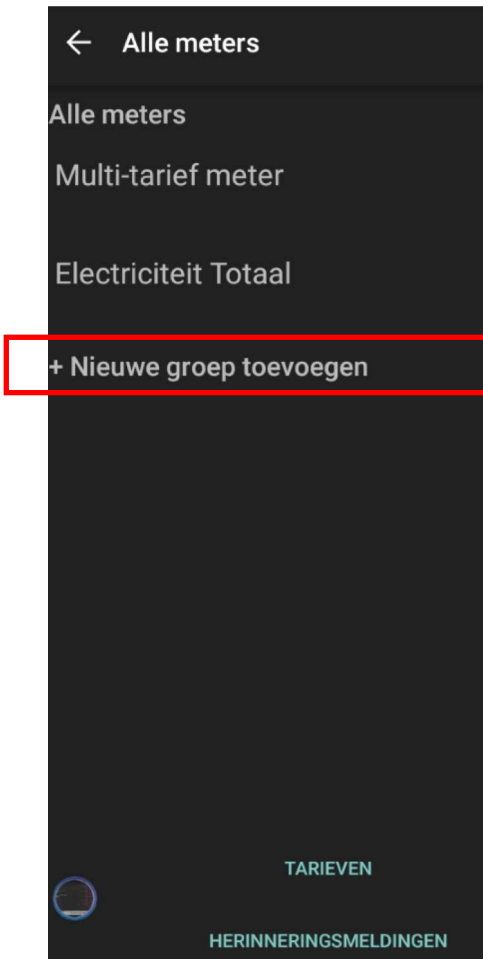 Alle meters
Alle meters
Multi-tarief meter
Electriciteit Totaal
+ Nieuwe groep toevoegen
TARIEVEN
HERINNERINGSMELDINGEN